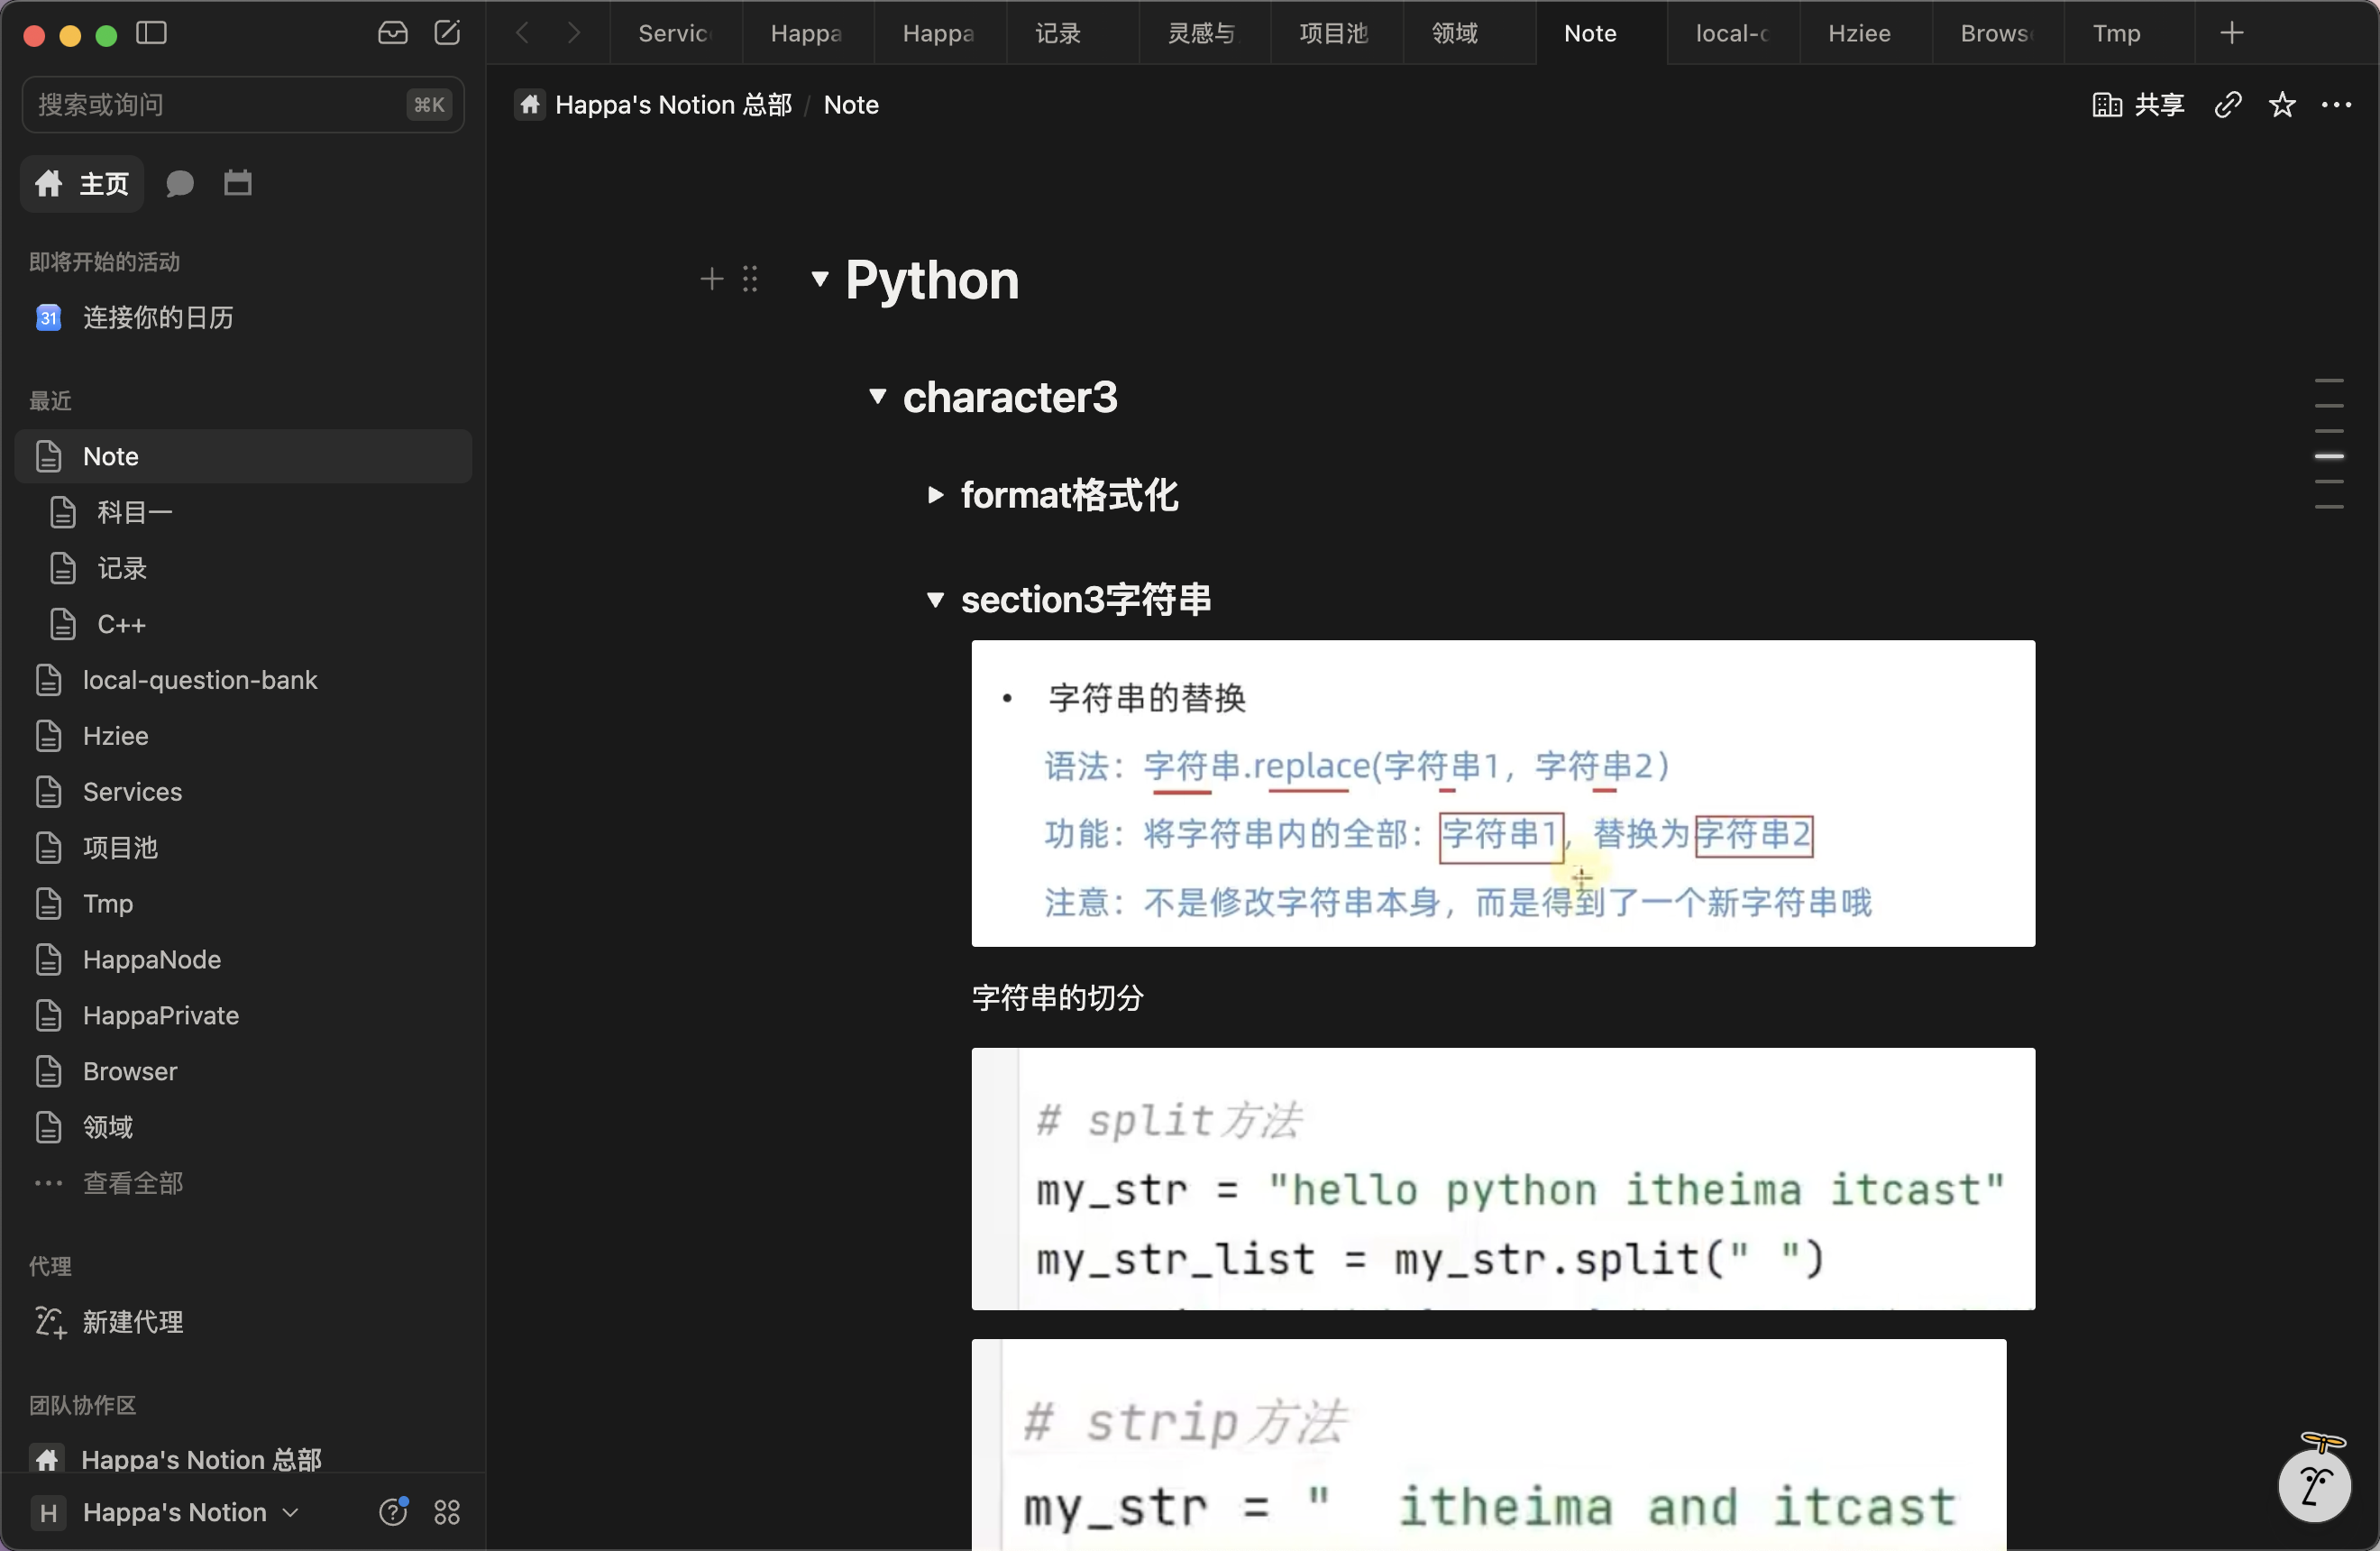 Servic
Happa
Happa
记录
灵感与
项目池
领域
Note
local-c
Hziee
Brows
Tmp
搜索或询问
⌘K
Happa's Notion 总部 / Note
共享
主页
即将开始的活动
31
连接你的日历
最近
Note
科目一
记录
C++
local-question-bank
Hziee
Services
项目池
Tmp
HappaNode
HappaPrivate
Browser
领域
查看全部
代理
新建代理
团队协作区
Happa's Notion 总部
H
Happa's Notion
Python
character3
format格式化
section3字符串
• 字符串的替换
语法：字符串.replace(字符串1，字符串2）
功能：将字符串内的全部：字符串1，替换为字符串2
注意：不是修改字符串本身，而是得到了一个新字符串哦
字符串的切分
# split方法
my_str = "hello python itheima itcast"
my_str_list = my_str.split(" ")
# strip方法
my_str = "  itheima and itcast